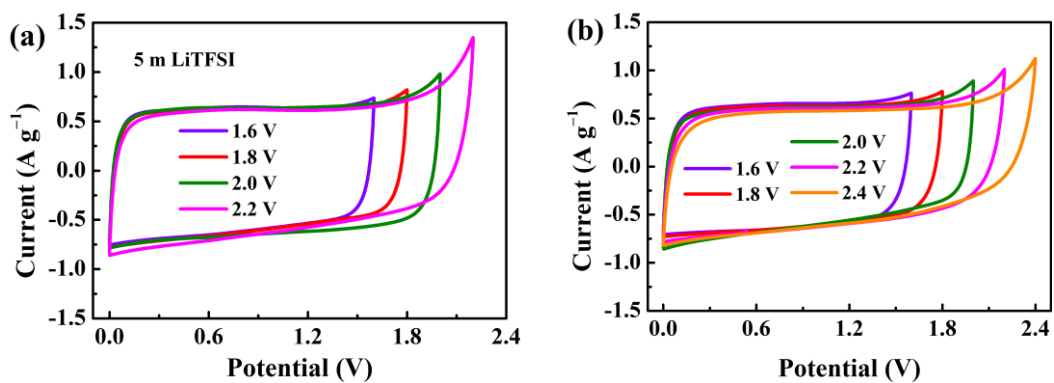 (a)
5 m LiTFSI
1.6 V
1.8 V
2.0 V
2.2 V
Current (A g⁻¹)
1.5
1.0
0.5
0.0
-0.5
-1.0
-1.5
0.0 0.6 1.2 1.8 2.4
Potential (V)
(b)
1.6 V
1.8 V
2.0 V
2.2 V
2.4 V
Current (A g⁻¹)
1.5
1.0
0.5
0.0
-0.5
-1.0
-1.5
0.0 0.6 1.2 1.8 2.4
Potential (V)